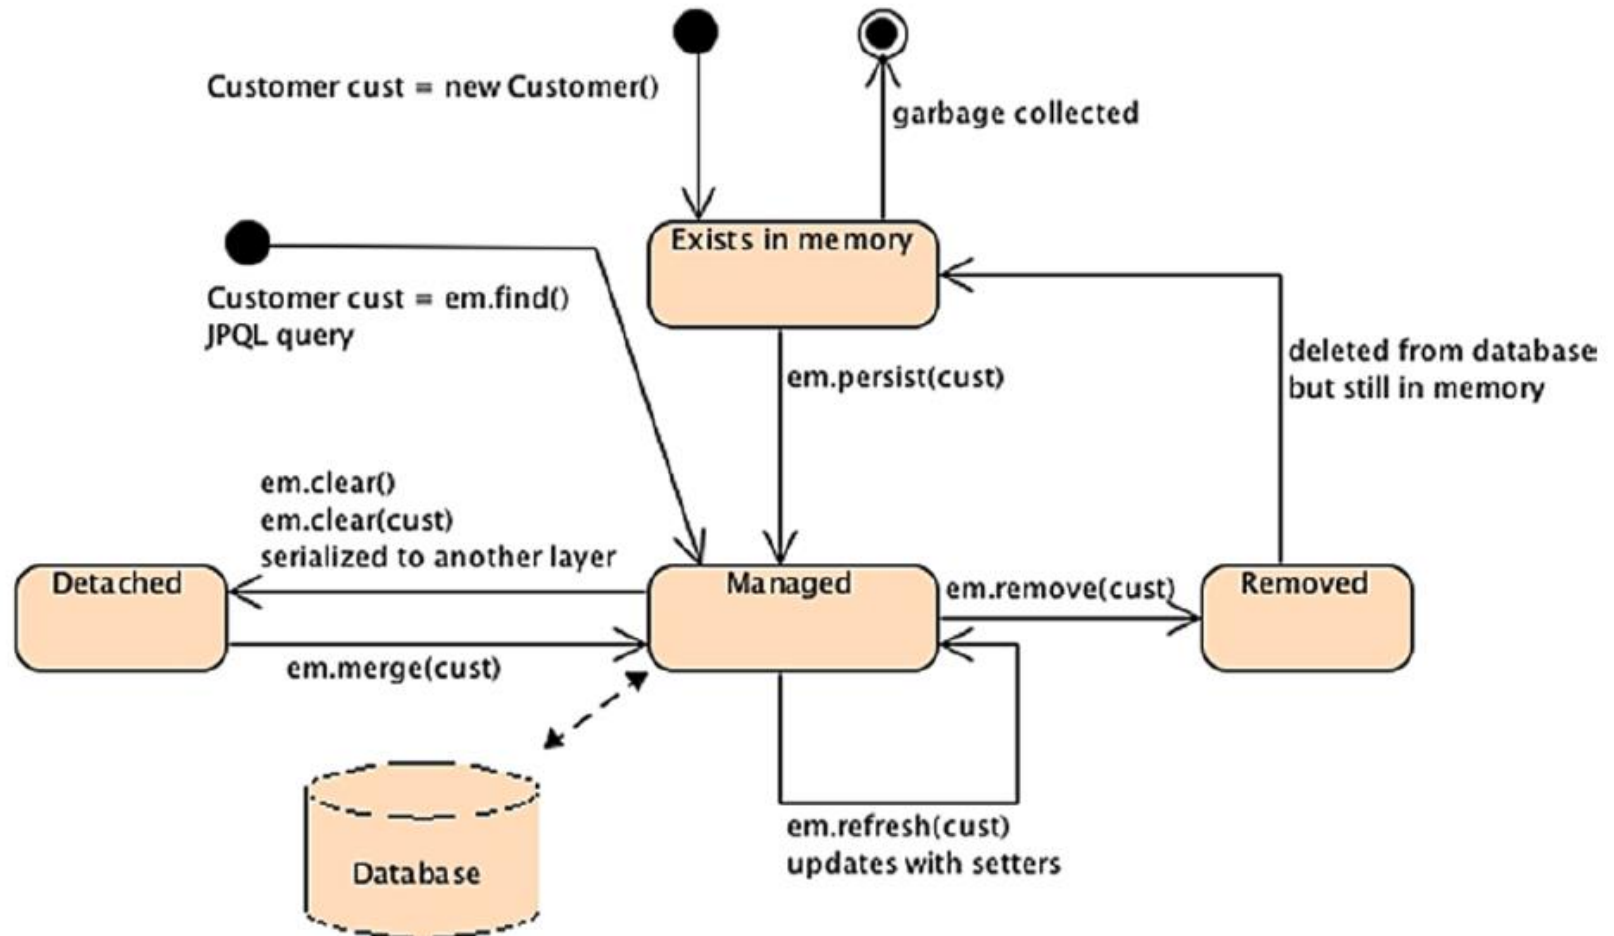 Customer cust = new Customer()
garbage collected
Exists in memory
Customer cust = em.find()
JPQL query
deleted from database
but still in memory
em.persist(cust)
em.clear()
em.clear(cust)
serialized to another layer
Detached
Managed
em.remove(cust)
Removed
em.merge(cust)
em.refresh(cust)
updates with setters
Database